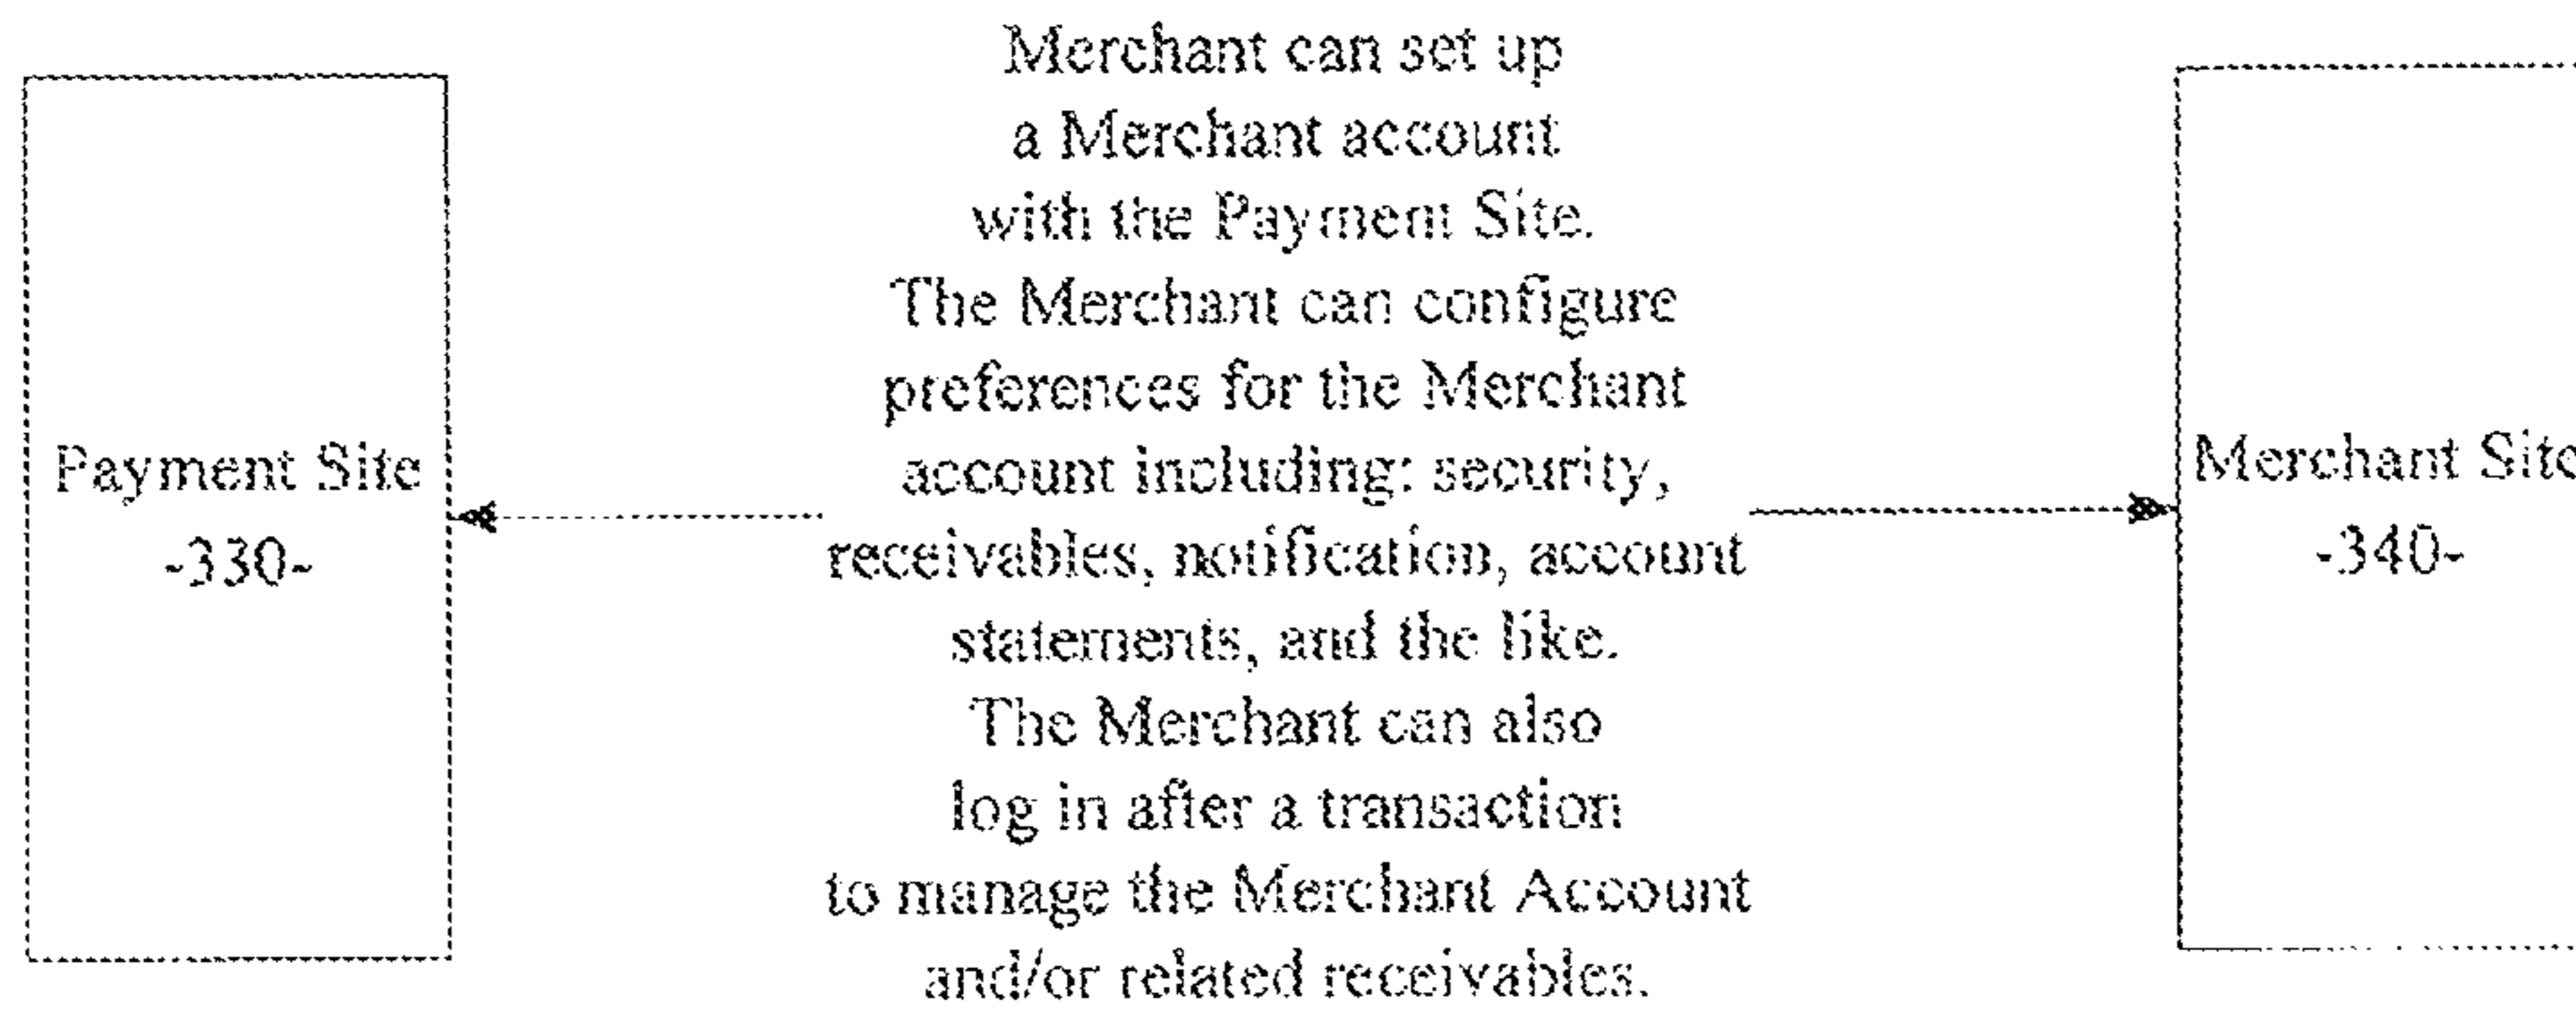 Merchant can set up
a Merchant account
with the Payment Site.
The Merchant can configure
preferences for the Merchant
account including: security,
receivables, notification, account
statements, and the like.
The Merchant can also
log in after a transaction
to manage the Merchant Account
and/or related receivables.
Payment Site
-330-
Merchant Site
-340-